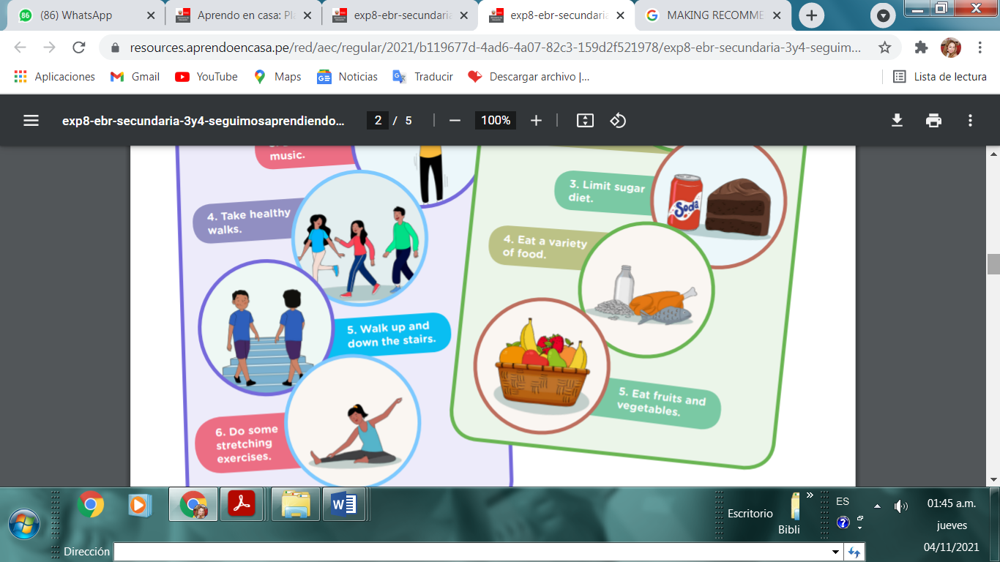 86
(86) WhatsApp
Aprendo en casa: Pl
exp8-ebr-secundaria
exp8-ebr-secundaria
MAKING RECOMME
resources.aprendoencasa.pe/red/aec/regular/2021/b119677d-4ad6-4a07-82c3-159d2f521978/exp8-ebr-secundaria-3y4-seguim...
Aplicaciones
Gmail
YouTube
Maps
Noticias
Traducir
Descargar archivo |...
Lista de lectura
exp8-ebr-secundaria-3y4-seguimosaprendiendo...
2 / 5
100%
music.
4. Take healthy
walks.
5. Walk up and
down the stairs.
6. Do some
stretching
exercises.
3. Limit sugar
diet.
Soda
4. Eat a variety
of food.
5. Eat fruits and
vegetables.
Escritorio
Bibli
ES
01:45 a.m.
jueves
04/11/2021
Dirección